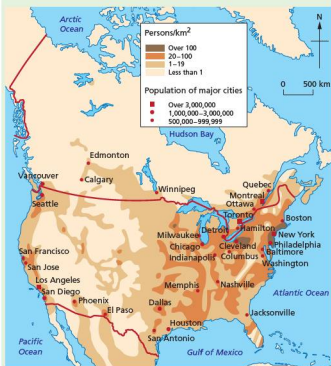 Arctic
Ocean
Persons/km²
Over 100
20–100
1–19
Less than 1
Population of major cities
Over 3,000,000
1,000,000–3,000,000
500,000–999,999
N
0 500 km
Hudson Bay
Edmonton
Calgary
Vancouver
Winnipeg
Seattle
Quebec
Montreal
Ottawa
Toronto
Hamilton
Boston
Milwaukee
Detroit
New York
Chicago
Cleveland
Philadelphia
Indianapolis
Columbus
Baltimore
Washington
San Francisco
San Jose
Los Angeles
San Diego
Phoenix
El Paso
Memphis
Nashville
Dallas
Atlantic Ocean
Jacksonville
Houston
San Antonio
Pacific
Ocean
Gulf of Mexico